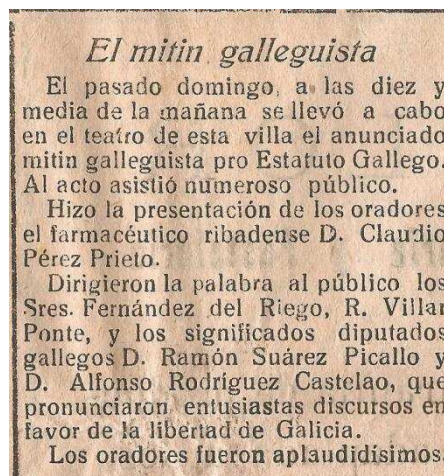 El mitin galleguista
El pasado domingo, a las diez y
media de la mañana se llevó a cabo
en el teatro de esta villa el anunciado
mitin galleguista pro Estatuto Gallego.
Al acto asistió numeroso público.
Hizo la presentación de los oradores
el farmacéutico ribadense D. Claudio
Pérez Prieto.
Dirigieron la palabra al público los
Sres. Fernández del Riego, R. Villar
Ponte, y los significados diputados
gallegos D. Ramón Suárez Picallo y
D. Alfonso Rodríguez Castelao, que
pronunciaron entusiastas discursos en
favor de la libertad de Galicia.
Los oradores fueron aplaudidísimos